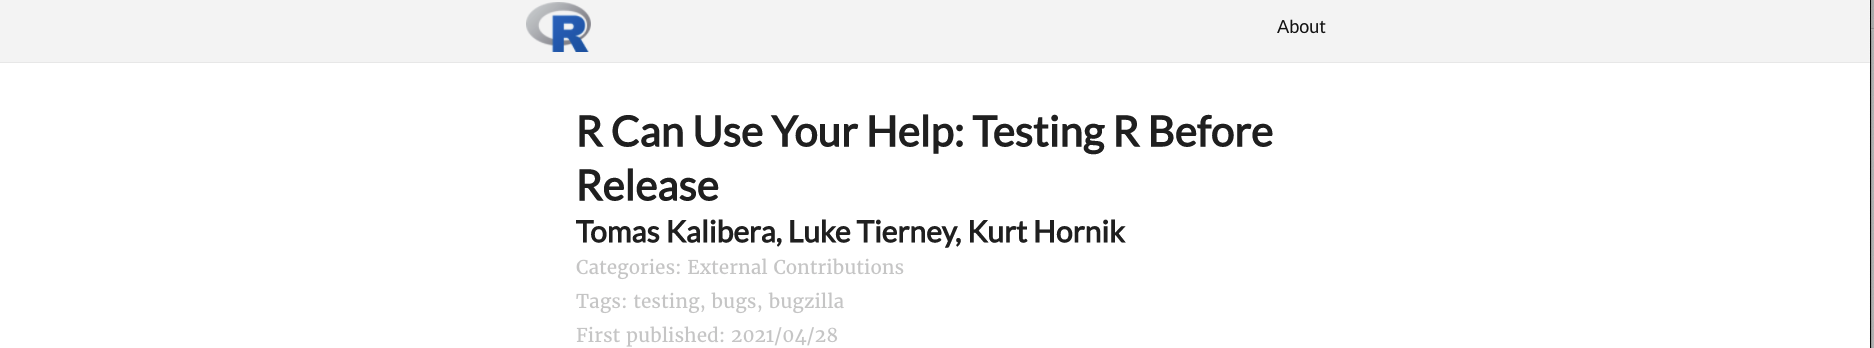 R
About
R Can Use Your Help: Testing R Before
Release
Tomas Kalibera, Luke Tierney, Kurt Hornik
Categories: External Contributions
Tags: testing, bugs, bugzilla
First published: 2021/04/28